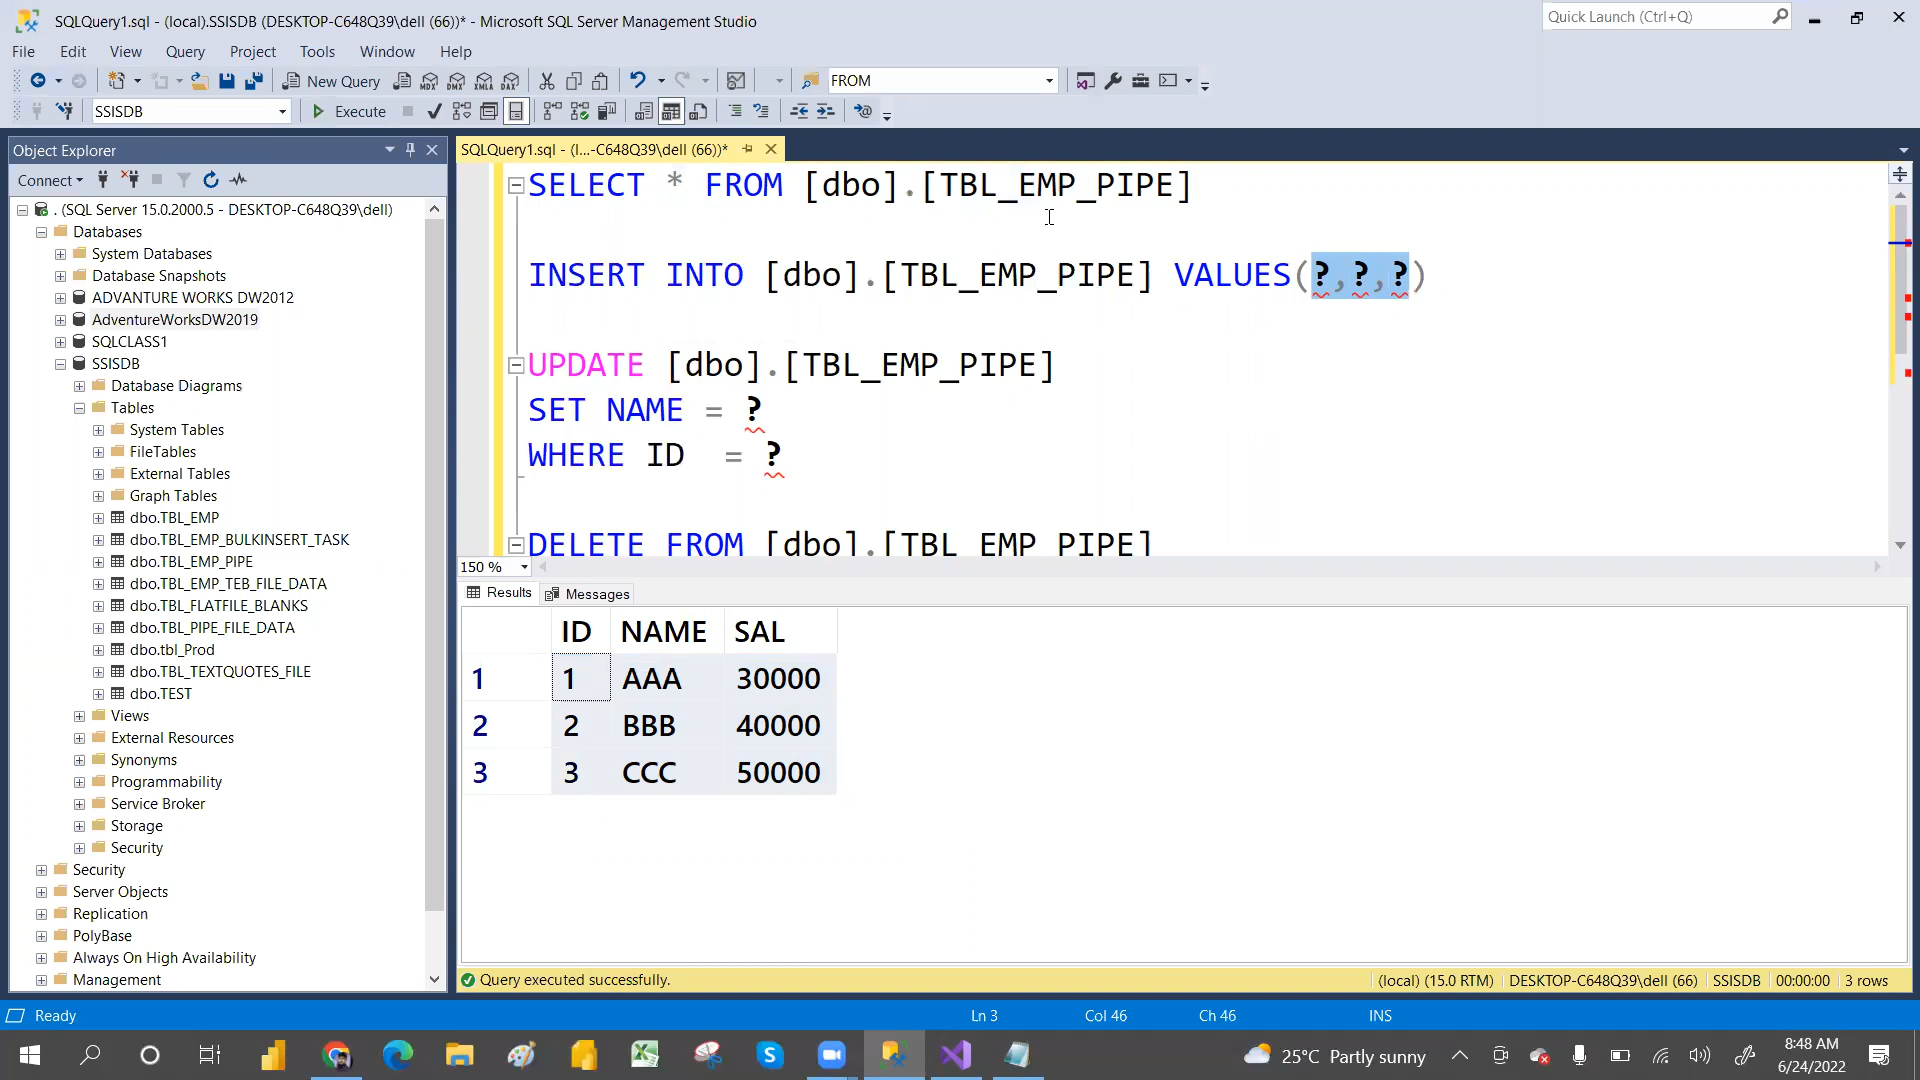 SQLQuery1.sql - (local).SSISDB (DESKTOP-C648Q39\dell (66))* - Microsoft SQL Server Management Studio
Quick Launch (Ctrl+Q)
File Edit View Query Project Tools Window Help
New Query
MDX DMX XMLA DAX
FROM
SSISDB
Execute
Object Explorer
SQLQuery1.sql - (l...-C648Q39\dell (66))*
Connect
. (SQL Server 15.0.2000.5 - DESKTOP-C648Q39\dell)
Databases
System Databases
Database Snapshots
ADVANTURE WORKS DW2012
AdventureWorksDW2019
SQLCLASS1
SSISDB
Database Diagrams
Tables
System Tables
FileTables
External Tables
Graph Tables
dbo.TBL_EMP
dbo.TBL_EMP_BULKINSERT_TASK
dbo.TBL_EMP_PIPE
dbo.TBL_EMP_TEB_FILE_DATA
dbo.TBL_FLATFILE_BLANKS
dbo.TBL_PIPE_FILE_DATA
dbo.tbl_Prod
dbo.TBL_TEXTQUOTES_FILE
dbo.TEST
Views
External Resources
Synonyms
Programmability
Service Broker
Storage
Security
Security
Server Objects
Replication
PolyBase
Always On High Availability
Management
SELECT * FROM [dbo].[TBL_EMP_PIPE]
INSERT INTO [dbo].[TBL_EMP_PIPE] VALUES(?,?,?)
UPDATE [dbo].[TBL_EMP_PIPE]
SET NAME = ?
WHERE ID = ?
DELETE FROM [dbo].[TBL_EMP_PIPE]
150 %
Results Messages
ID NAME SAL
1 1 AAA 30000
2 2 BBB 40000
3 3 CCC 50000
Query executed successfully.
(local) (15.0 RTM) DESKTOP-C648Q39\dell (66) SSISDB 00:00:00 3 rows
Ready
Ln 3 Col 46 Ch 46 INS
25°C Partly sunny
8:48 AM
6/24/2022